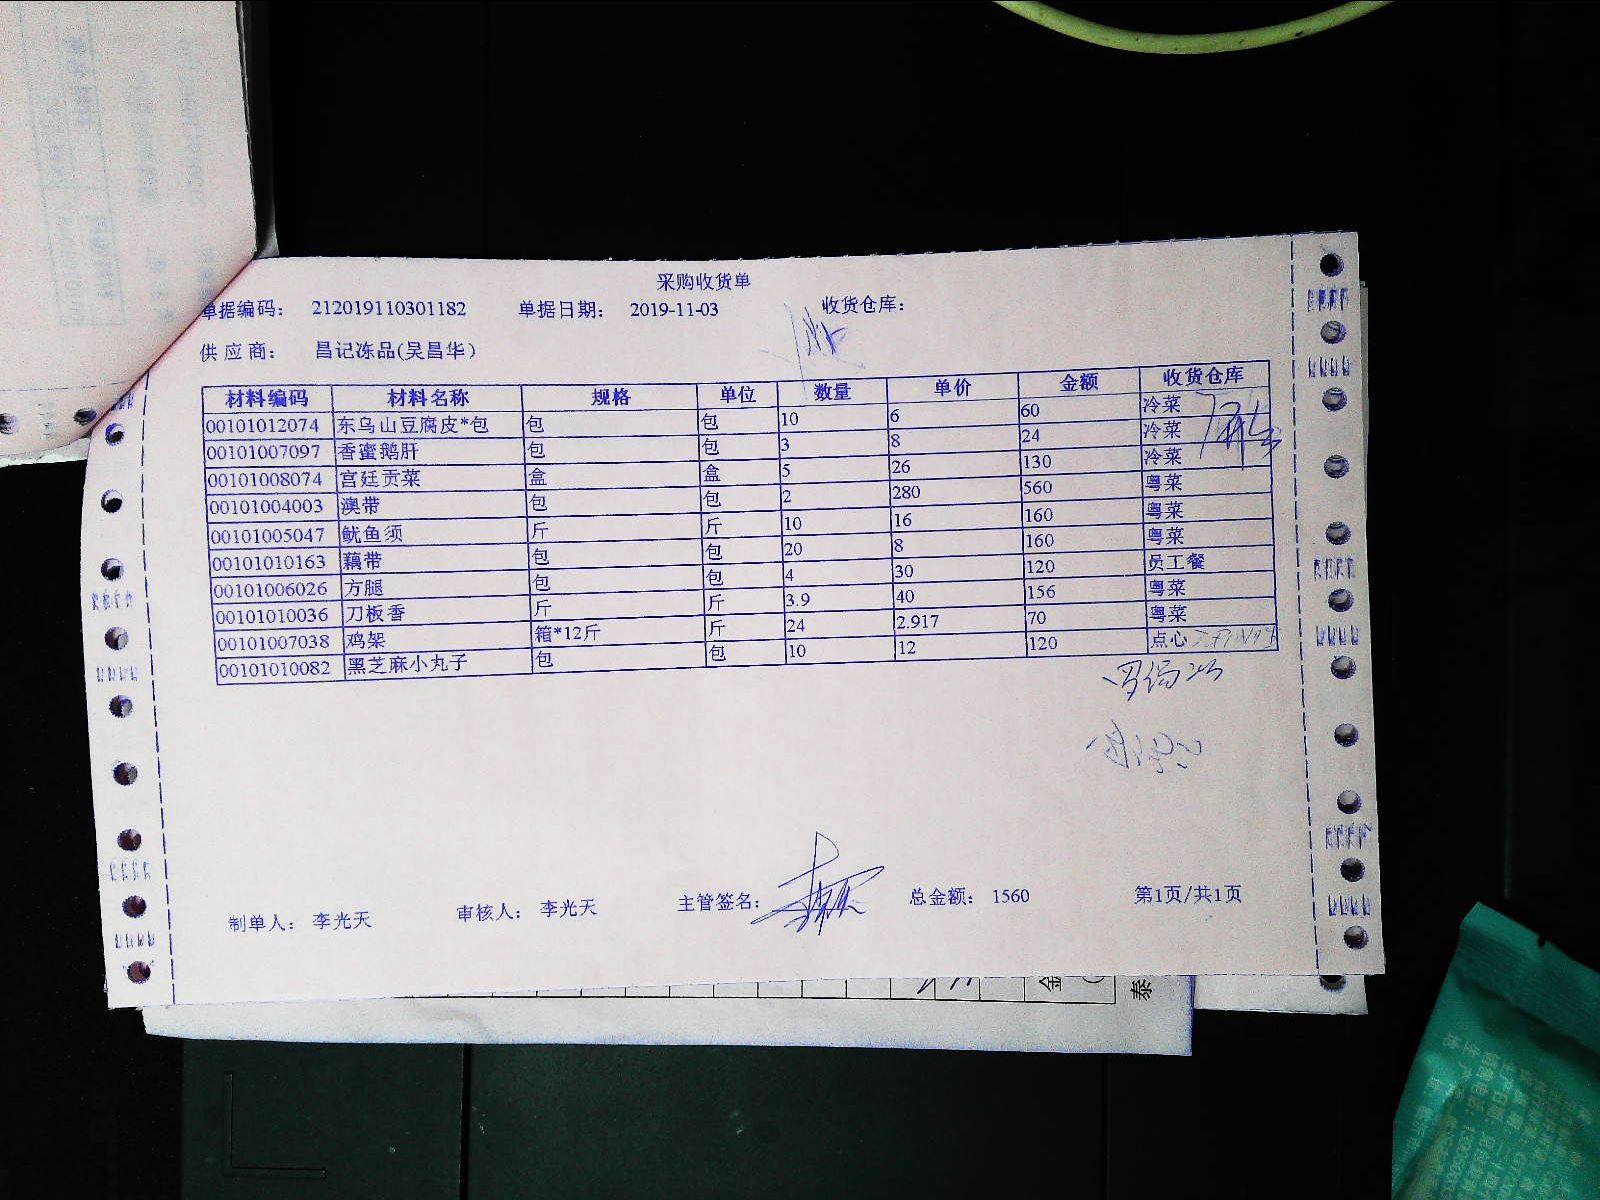 采购收货单
单据编码: 212019110301182 单据日期: 2019-11-03 收货仓库:
供应商: 昌记冻品(吴昌华)
材料编码 材料名称 规格 单位 数量 单价 金额 收货仓库
00101012074 东乌山豆腐皮*包 包 包 10 6 60 冷菜
00101007097 香蜜鹅肝 包 包 3 8 24 冷菜
00101008074 宫廷贡菜 盒 盒 5 26 130 冷菜
00101004003 澳带 包 包 2 280 560 粤菜
00101005047 鱿鱼须 斤 斤 10 16 160 粤菜
00101010163 藕带 包 包 20 8 160 粤菜
00101006026 方腿 包 包 4 30 120 员工餐
00101010036 刀板香 斤 斤 3.9 40 156 粤菜
00101007038 鸡架 箱*12斤 斤 24 2.917 70 粤菜
00101010082 黑芝麻小丸子 包 包 10 12 120 点心
制单人: 李光天 审核人: 李光天 主管签名: 总金额: 1560 第1页/共1页
金
泰